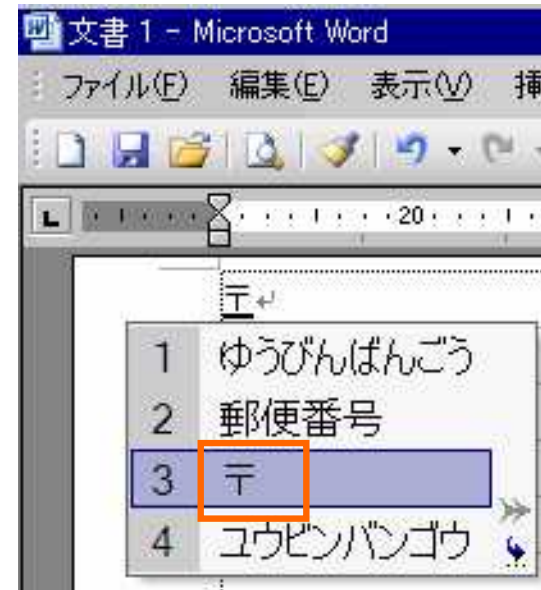 文書 1 - Microsoft Word
ファイル(F) 編集(E) 表示(V) 挿
20
〒
1 ゆうびんばんごう
2 郵便番号
3 〒
4 ユウビンバンゴウ